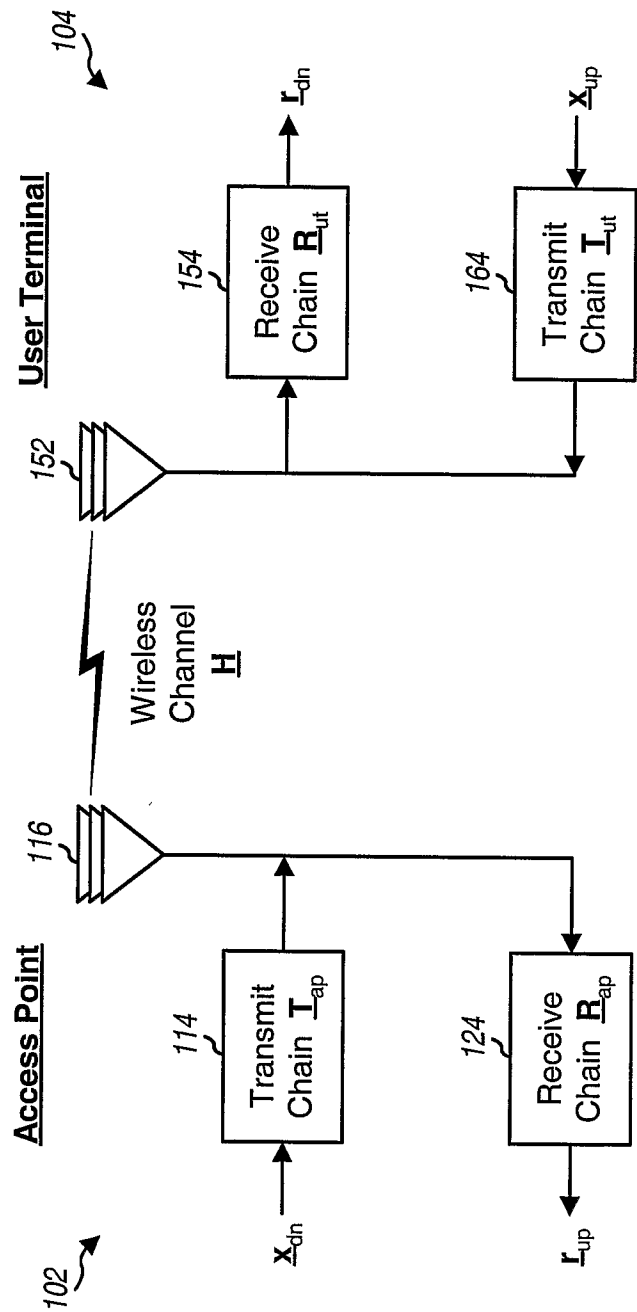 102
Access Point
116
152
User Terminal
104
Wireless
Channel
H
x_dn
114
Transmit
Chain T_ap
154
Receive
Chain R_ut
r_dn
r_up
124
Receive
Chain R_ap
164
Transmit
Chain T_ut
x_up